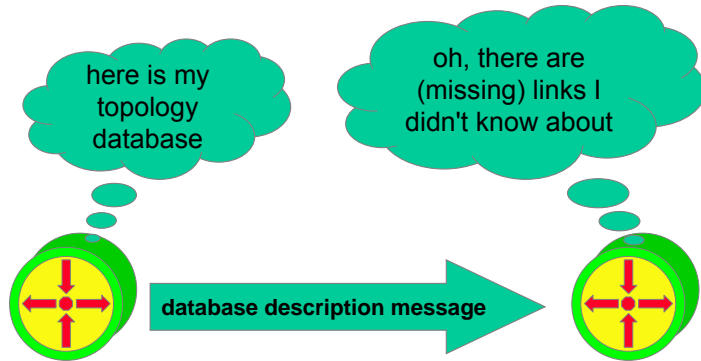 here is my
topology
database
oh, there are
(missing) links I
didn't know about
database description message